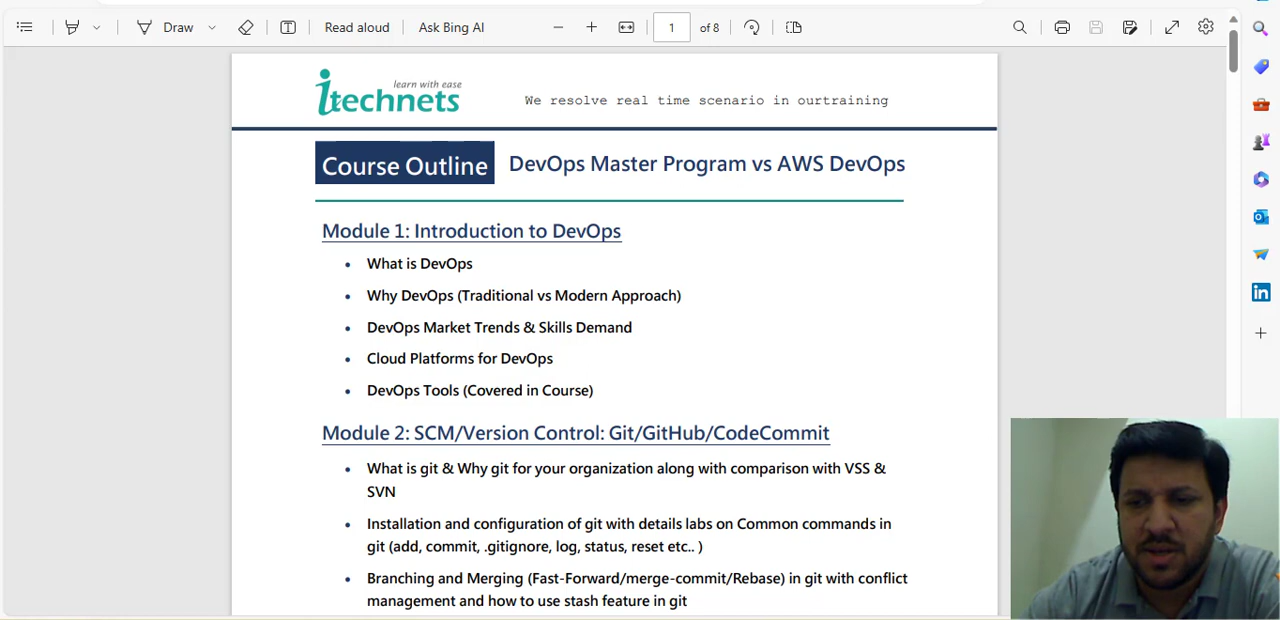 Draw
Read aloud
Ask Bing AI
1
of 8
learn with ease
itechnets
We resolve real time scenario in ourtraining
Course Outline
DevOps Master Program vs AWS DevOps
Module 1: Introduction to DevOps
• What is DevOps
• Why DevOps (Traditional vs Modern Approach)
• DevOps Market Trends & Skills Demand
• Cloud Platforms for DevOps
• DevOps Tools (Covered in Course)
Module 2: SCM/Version Control: Git/GitHub/CodeCommit
• What is git & Why git for your organization along with comparison with VSS &
SVN
• Installation and configuration of git with details labs on Common commands in
git (add, commit, .gitignore, log, status, reset etc.. )
• Branching and Merging (Fast-Forward/merge-commit/Rebase) in git with conflict
management and how to use stash feature in git
in